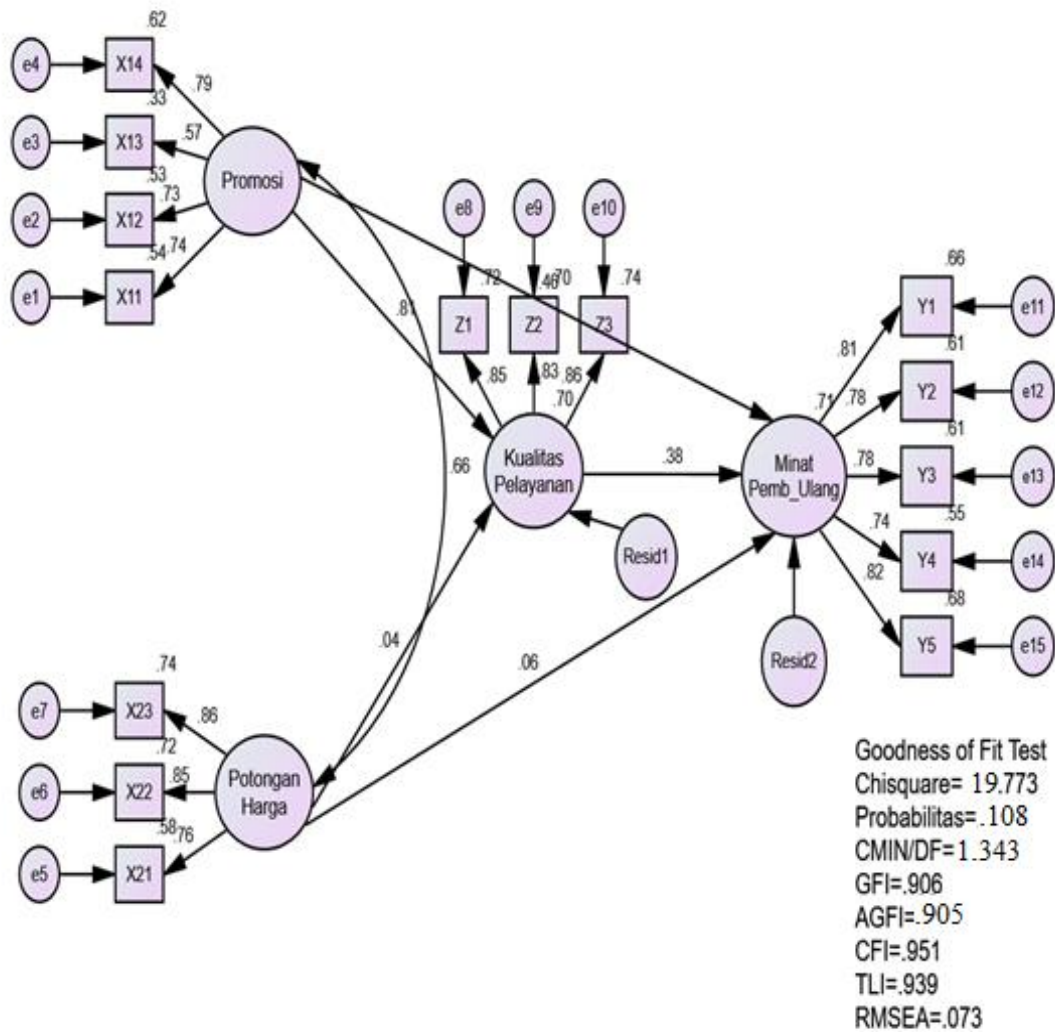 .62
e4 X14
.79
.33
e3 X13
.57
Promosi
.53
e2 X12
.73
.54 .74
e1 X11
e8 e9 e10
.72 .46 .70 .74
Z1 Z2 Z3
.81
.85 .83 .86
.70
Kualitas
Pelayanan
.66
.38
Resid1
.66
Y1 e11
.81
.61
.71 .78
Y2 e12
.61
Minat
Pemb_Ulang
.78
Y3 e13
.55
.74
Y4 e14
.82
.68
Y5 e15
Resid2
.04
.06
.74
e7 X23
.86
.72
e6 X22
.85
Potongan
Harga
.58 .76
e5 X21
Goodness of Fit Test
Chisquare= 19.773
Probabilitas=.108
CMIN/DF=1.343
GFI=.906
AGFI=.905
CFI=.951
TLI=.939
RMSEA=.073